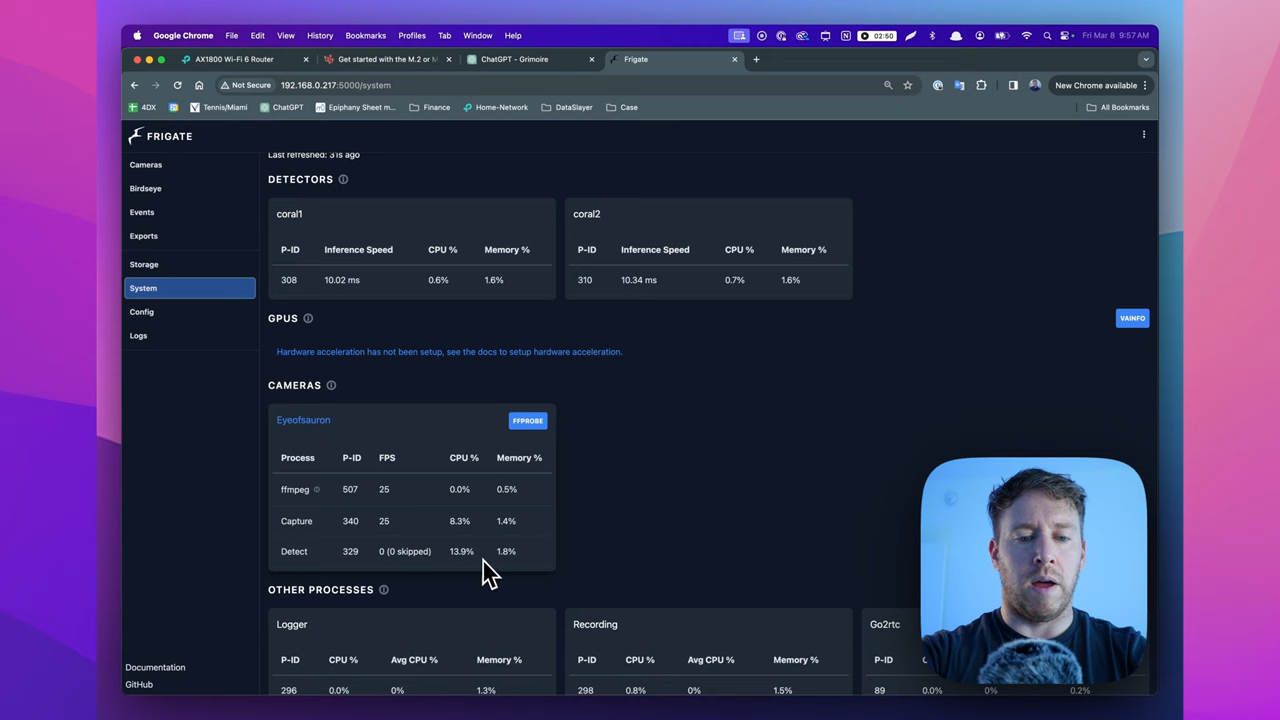 Google Chrome File Edit View History Bookmarks Profiles Tab Window Help 02:50 Fri Mar 8 9:57 AM
AX1800 Wi-Fi 6 Router Get started with the M.2 or M ChatGPT - Grimoire Frigate
Not Secure 192.168.0.217:5000/system New Chrome available
4DX Tennis/Miami ChatGPT Epiphany Sheet m... Finance Home-Network DataSlayer Case All Bookmarks
FRIGATE
Cameras
Birdseye
Events
Exports
Storage
System
Config
Logs
Documentation
GitHub
Last refreshed: 31s ago
DETECTORS
coral1
P-ID Inference Speed CPU % Memory %
308 10.02 ms 0.6% 1.6%
coral2
P-ID Inference Speed CPU % Memory %
310 10.34 ms 0.7% 1.6%
GPUS VAINFO
Hardware acceleration has not been setup, see the docs to setup hardware acceleration.
CAMERAS
Eyeofsauron FFPROBE
Process P-ID FPS CPU % Memory %
ffmpeg 507 25 0.0% 0.5%
Capture 340 25 8.3% 1.4%
Detect 329 0 (0 skipped) 13.9% 1.8%
OTHER PROCESSES
Logger
P-ID CPU % Avg CPU % Memory %
296 0.0% 0% 1.3%
Recording
P-ID CPU % Avg CPU % Memory %
298 0.8% 0% 1.5%
Go2rtc
P-ID
89 0.0% 0% 0.2%